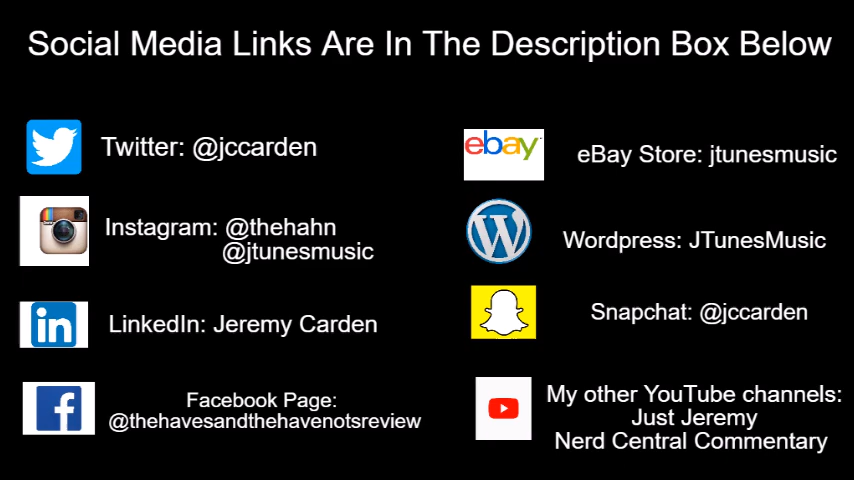 Social Media Links Are In The Description Box Below
Twitter: @jccarden
Instagram: @thehahn
@jtunesmusic
in LinkedIn: Jeremy Carden
f Facebook Page:
@thehavesandthehavenotsreview
ebay eBay Store: jtunesmusic
W Wordpress: JTunesMusic
Snapchat: @jccarden
My other YouTube channels:
Just Jeremy
Nerd Central Commentary